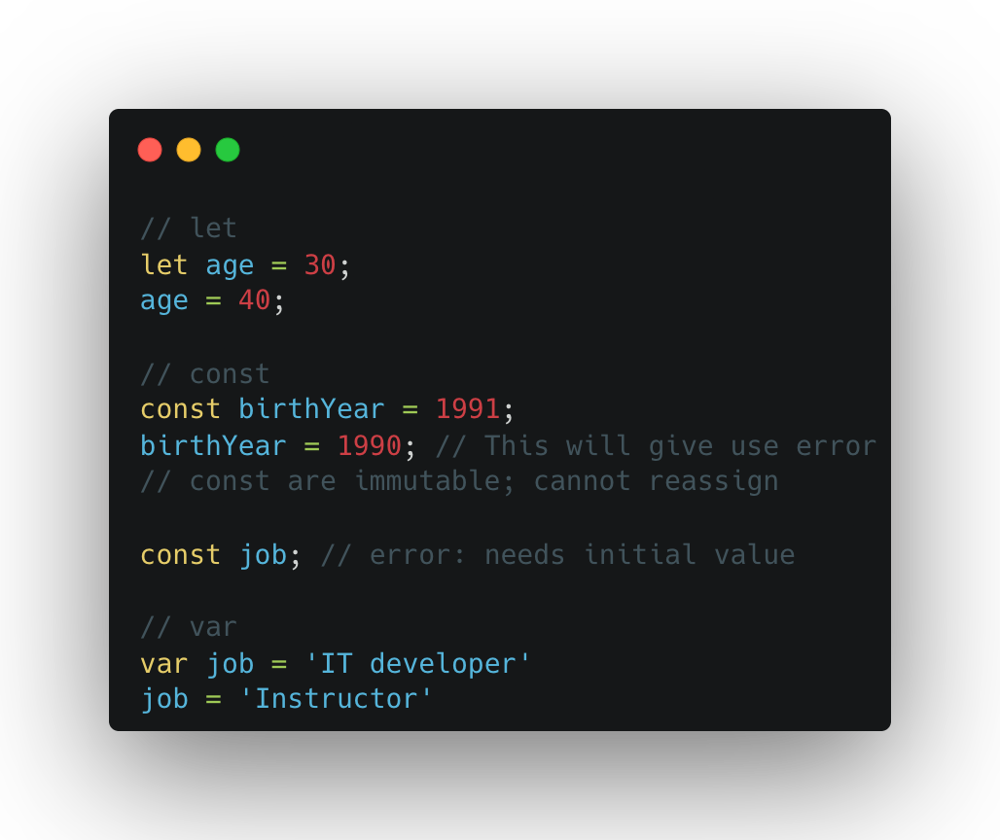 // let
let age = 30;
age = 40;
// const
const birthYear = 1991;
birthYear = 1990; // This will give use error
// const are immutable; cannot reassign
const job; // error: needs initial value
// var
var job = 'IT developer'
job = 'Instructor'